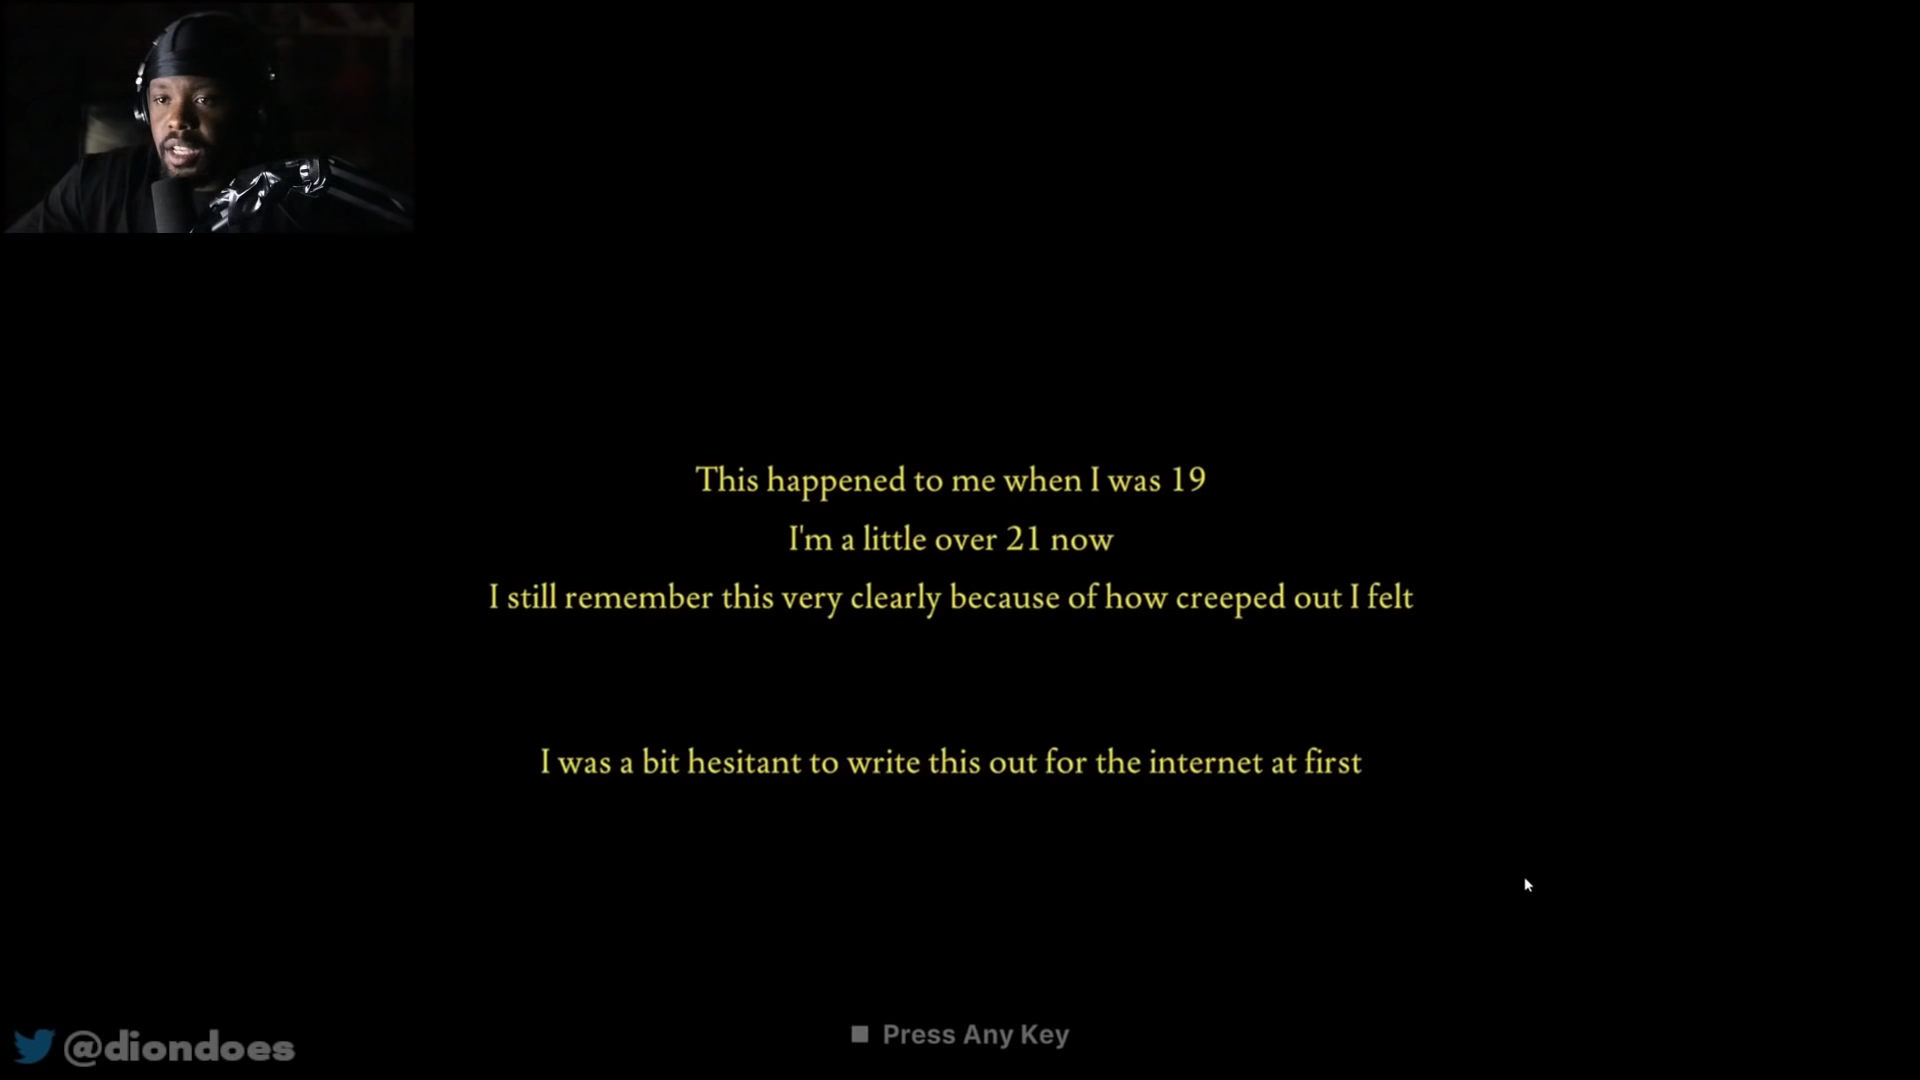 This happened to me when I was 19
I'm a little over 21 now
I still remember this very clearly because of how creeped out I felt
I was a bit hesitant to write this out for the internet at first
Press Any Key
@diondoes